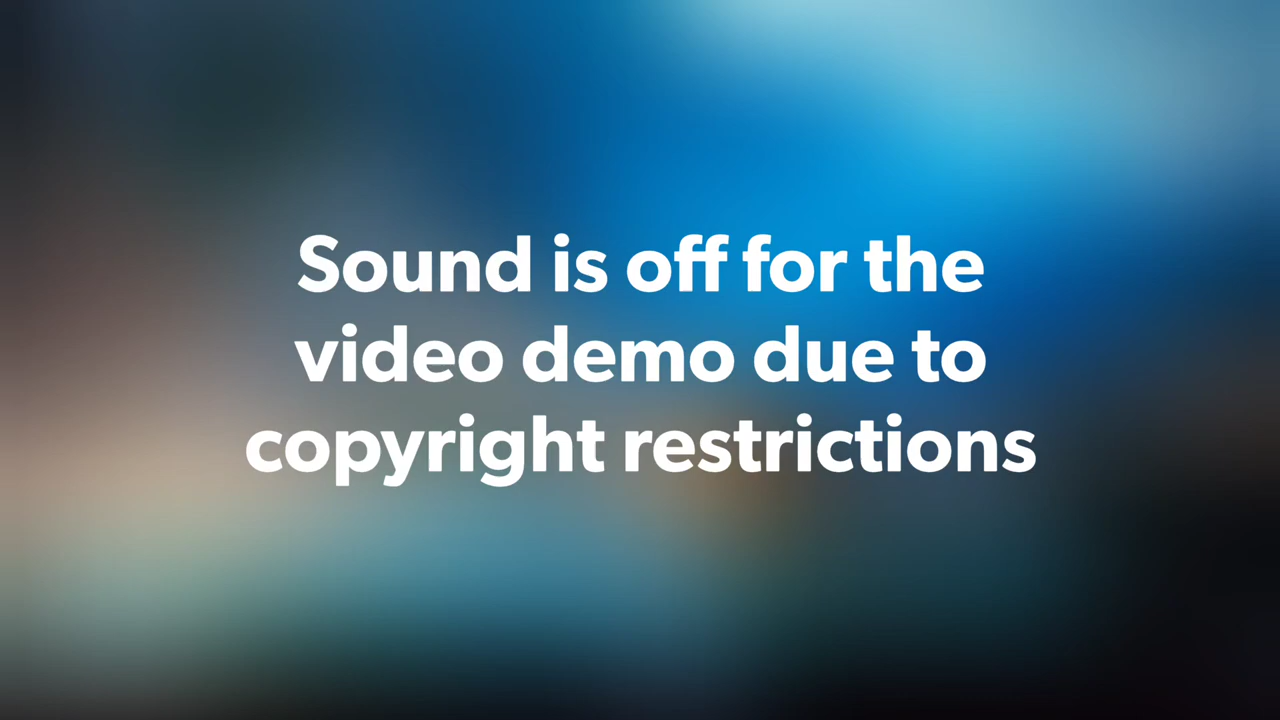 Sound is off for the
video demo due to
copyright restrictions